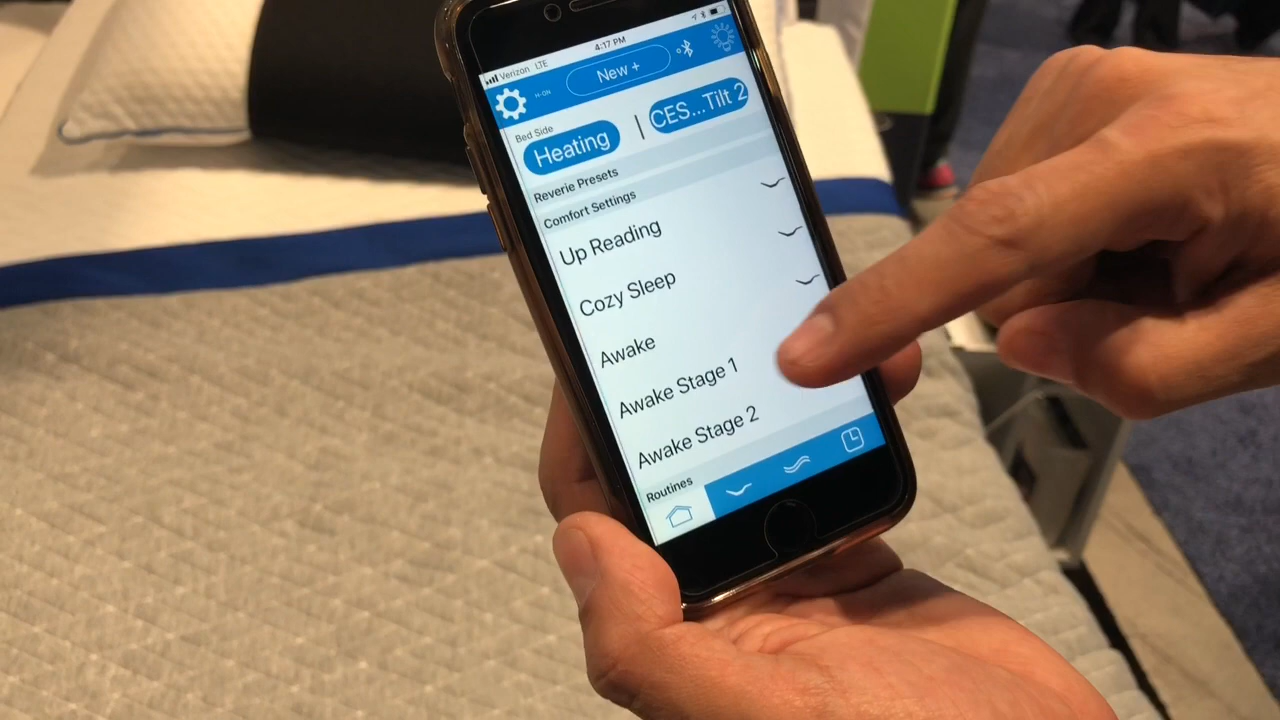 Verizon LTE
4:17 PM
H-ON
New +
Bed Side
Heating | CES...Tilt 2
Reverie Presets
Comfort Settings
Up Reading
Cozy Sleep
Awake
Awake Stage 1
Awake Stage 2
Routines